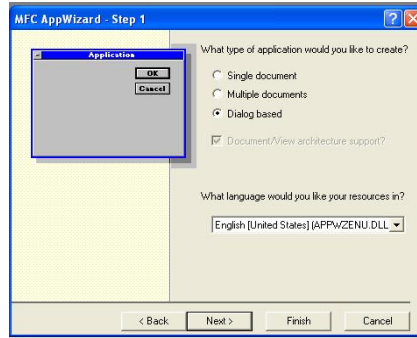 MFC AppWizard - Step 1
Application
OK
Cancel
What type of application would you like to create?
Single document
Multiple documents
Dialog based
Document/View architecture support?
What language would you like your resources in?
English [United States] (APPWZENU.DLL
< Back
Next >
Finish
Cancel